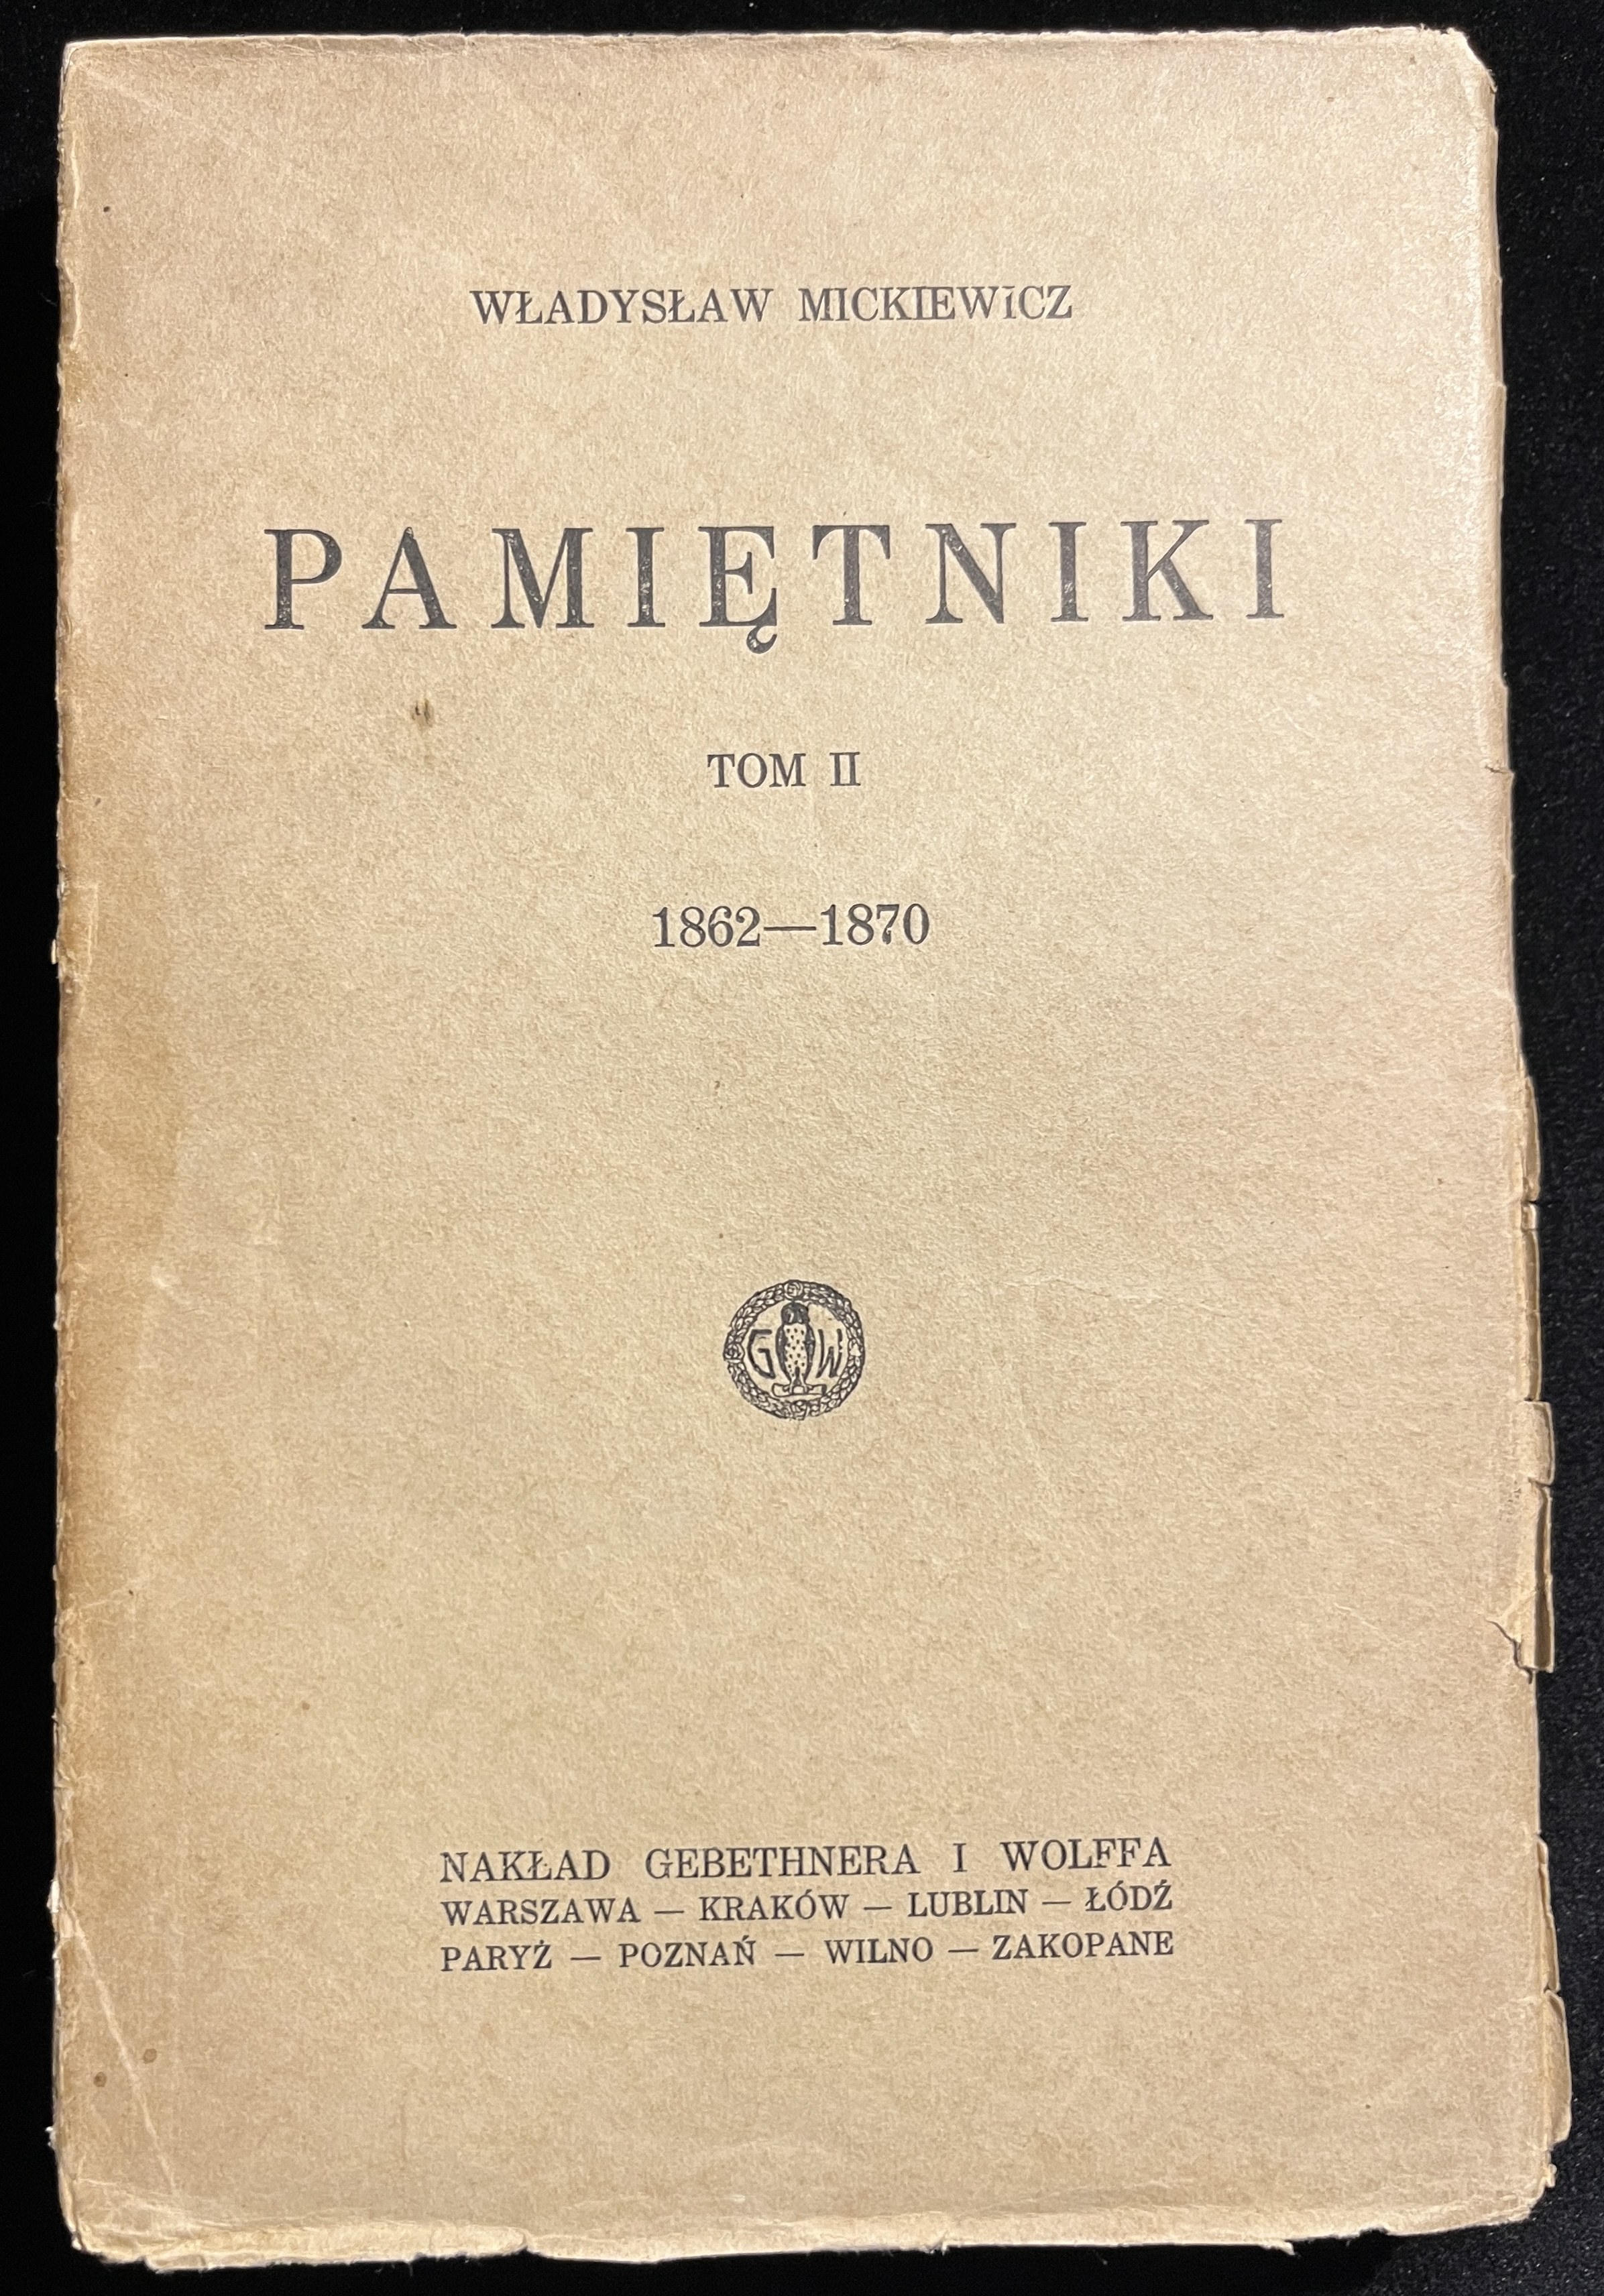 WŁADYSŁAW MICKIEWICZ
PAMIĘTNIKI
TOM II
1862—1870
G W
NAKŁAD GEBETHNERA I WOLFFA
WARSZAWA — KRAKÓW — LUBLIN — ŁÓDŹ
PARYŻ — POZNAŃ — WILNO — ZAKOPANE